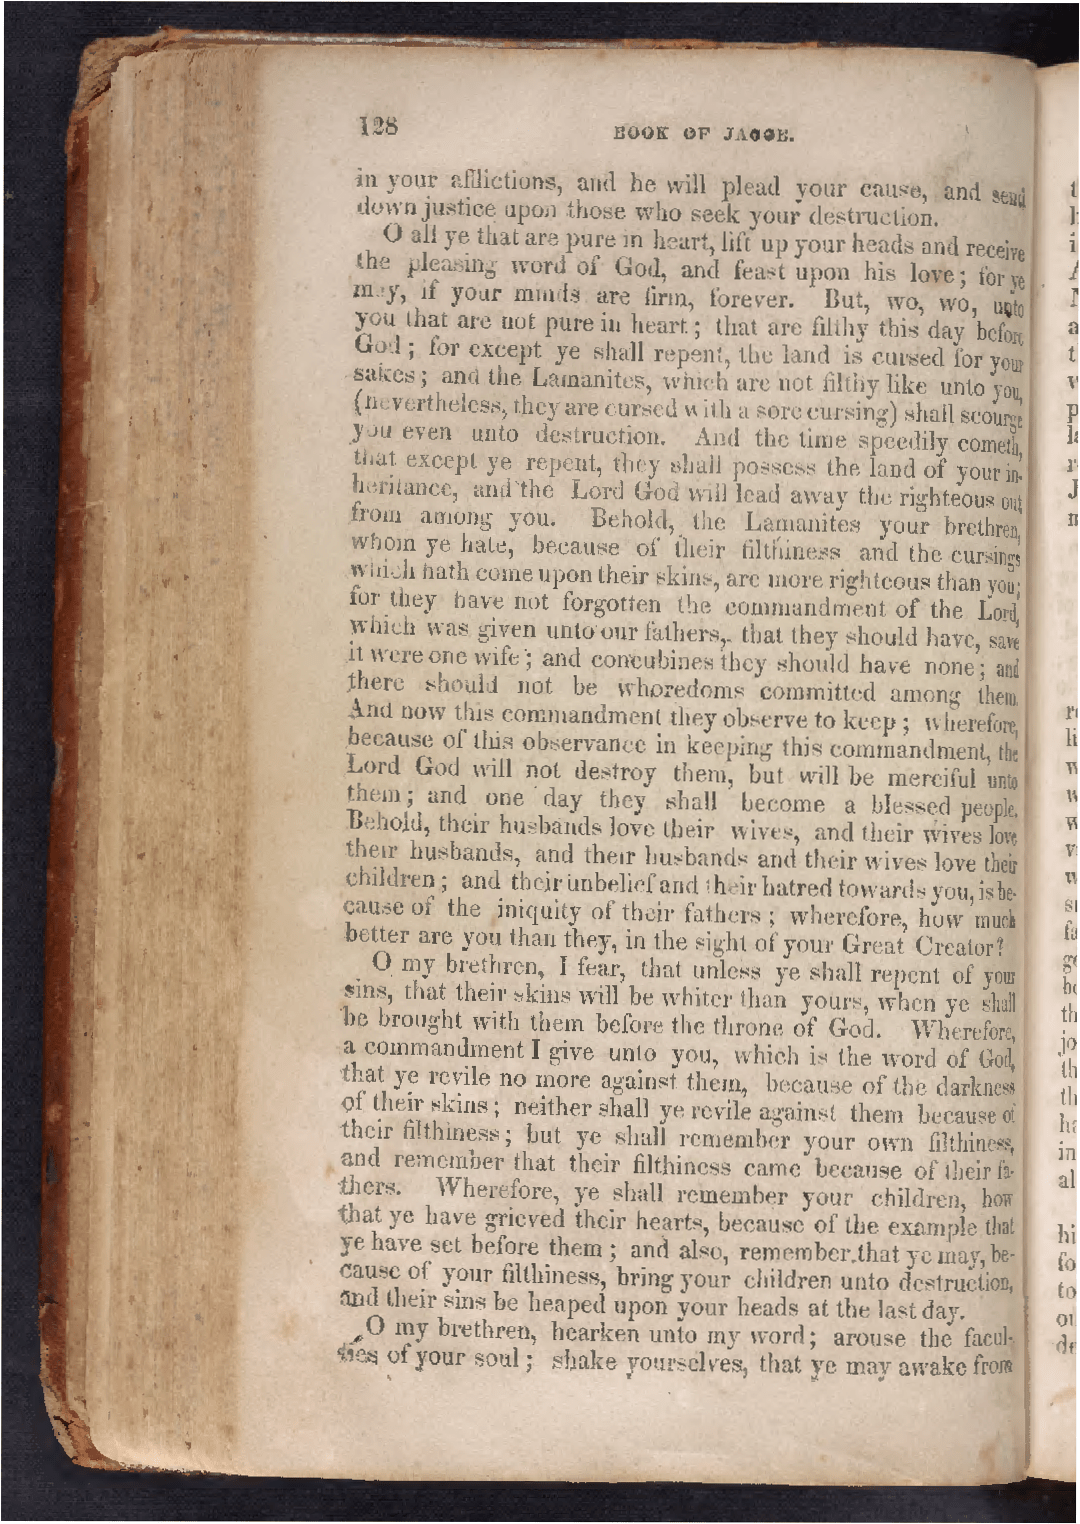 128
BOOK OF JACOB.
in your afflictions, and he will plead your cause, and send
down justice upon those who seek your destruction.
O all ye that are pure in heart, lift up your heads and receive
the pleasing word of God, and feast upon his love; for ye
may, if your minds are firm, forever. But, wo, wo, unto
you that are not pure in heart; that are filthy this day before
God; for except ye shall repent, the land is cursed for your
sakes; and the Lamanites, which are not filthy like unto you,
(nevertheless, they are cursed with a sore cursing) shall scourge
you even unto destruction. And the time speedily cometh,
that except ye repent, they shall possess the land of your in-
heritance, and the Lord God will lead away the righteous out
from among you. Behold, the Lamanites your brethren,
whom ye hate, because of their filthiness and the cursings
which hath come upon their skins, are more righteous than you;
for they have not forgotten the commandment of the Lord,
which was given unto our fathers, that they should have, save
it were one wife; and concubines they should have none; and
there should not be whoredoms committed among them.
And now this commandment they observe to keep; wherefore,
because of this observance in keeping this commandment, the
Lord God will not destroy them, but will be merciful unto
them; and one day they shall become a blessed people.
Behold, their husbands love their wives, and their wives love
their husbands, and their husbands and their wives love their
children; and their unbelief and their hatred towards you, is be-
cause of the iniquity of their fathers; wherefore, how much
better are you than they, in the sight of your Great Creator?
O my brethren, I fear, that unless ye shall repent of your
sins, that their skins will be whiter than yours, when ye shall
be brought with them before the throne of God. Wherefore,
a commandment I give unto you, which is the word of God,
that ye revile no more against them, because of the darkness
of their skins; neither shall ye revile against them because of
their filthiness; but ye shall remember your own filthiness,
and remember that their filthiness came because of their fa-
thers. Wherefore, ye shall remember your children, how
that ye have grieved their hearts, because of the example that
ye have set before them; and also, remember that ye may, be-
cause of your filthiness, bring your children unto destruction,
and their sins be heaped upon your heads at the last day.
O my brethren, hearken unto my word; arouse the facul-
ties of your soul; shake yourselves, that ye may awake from